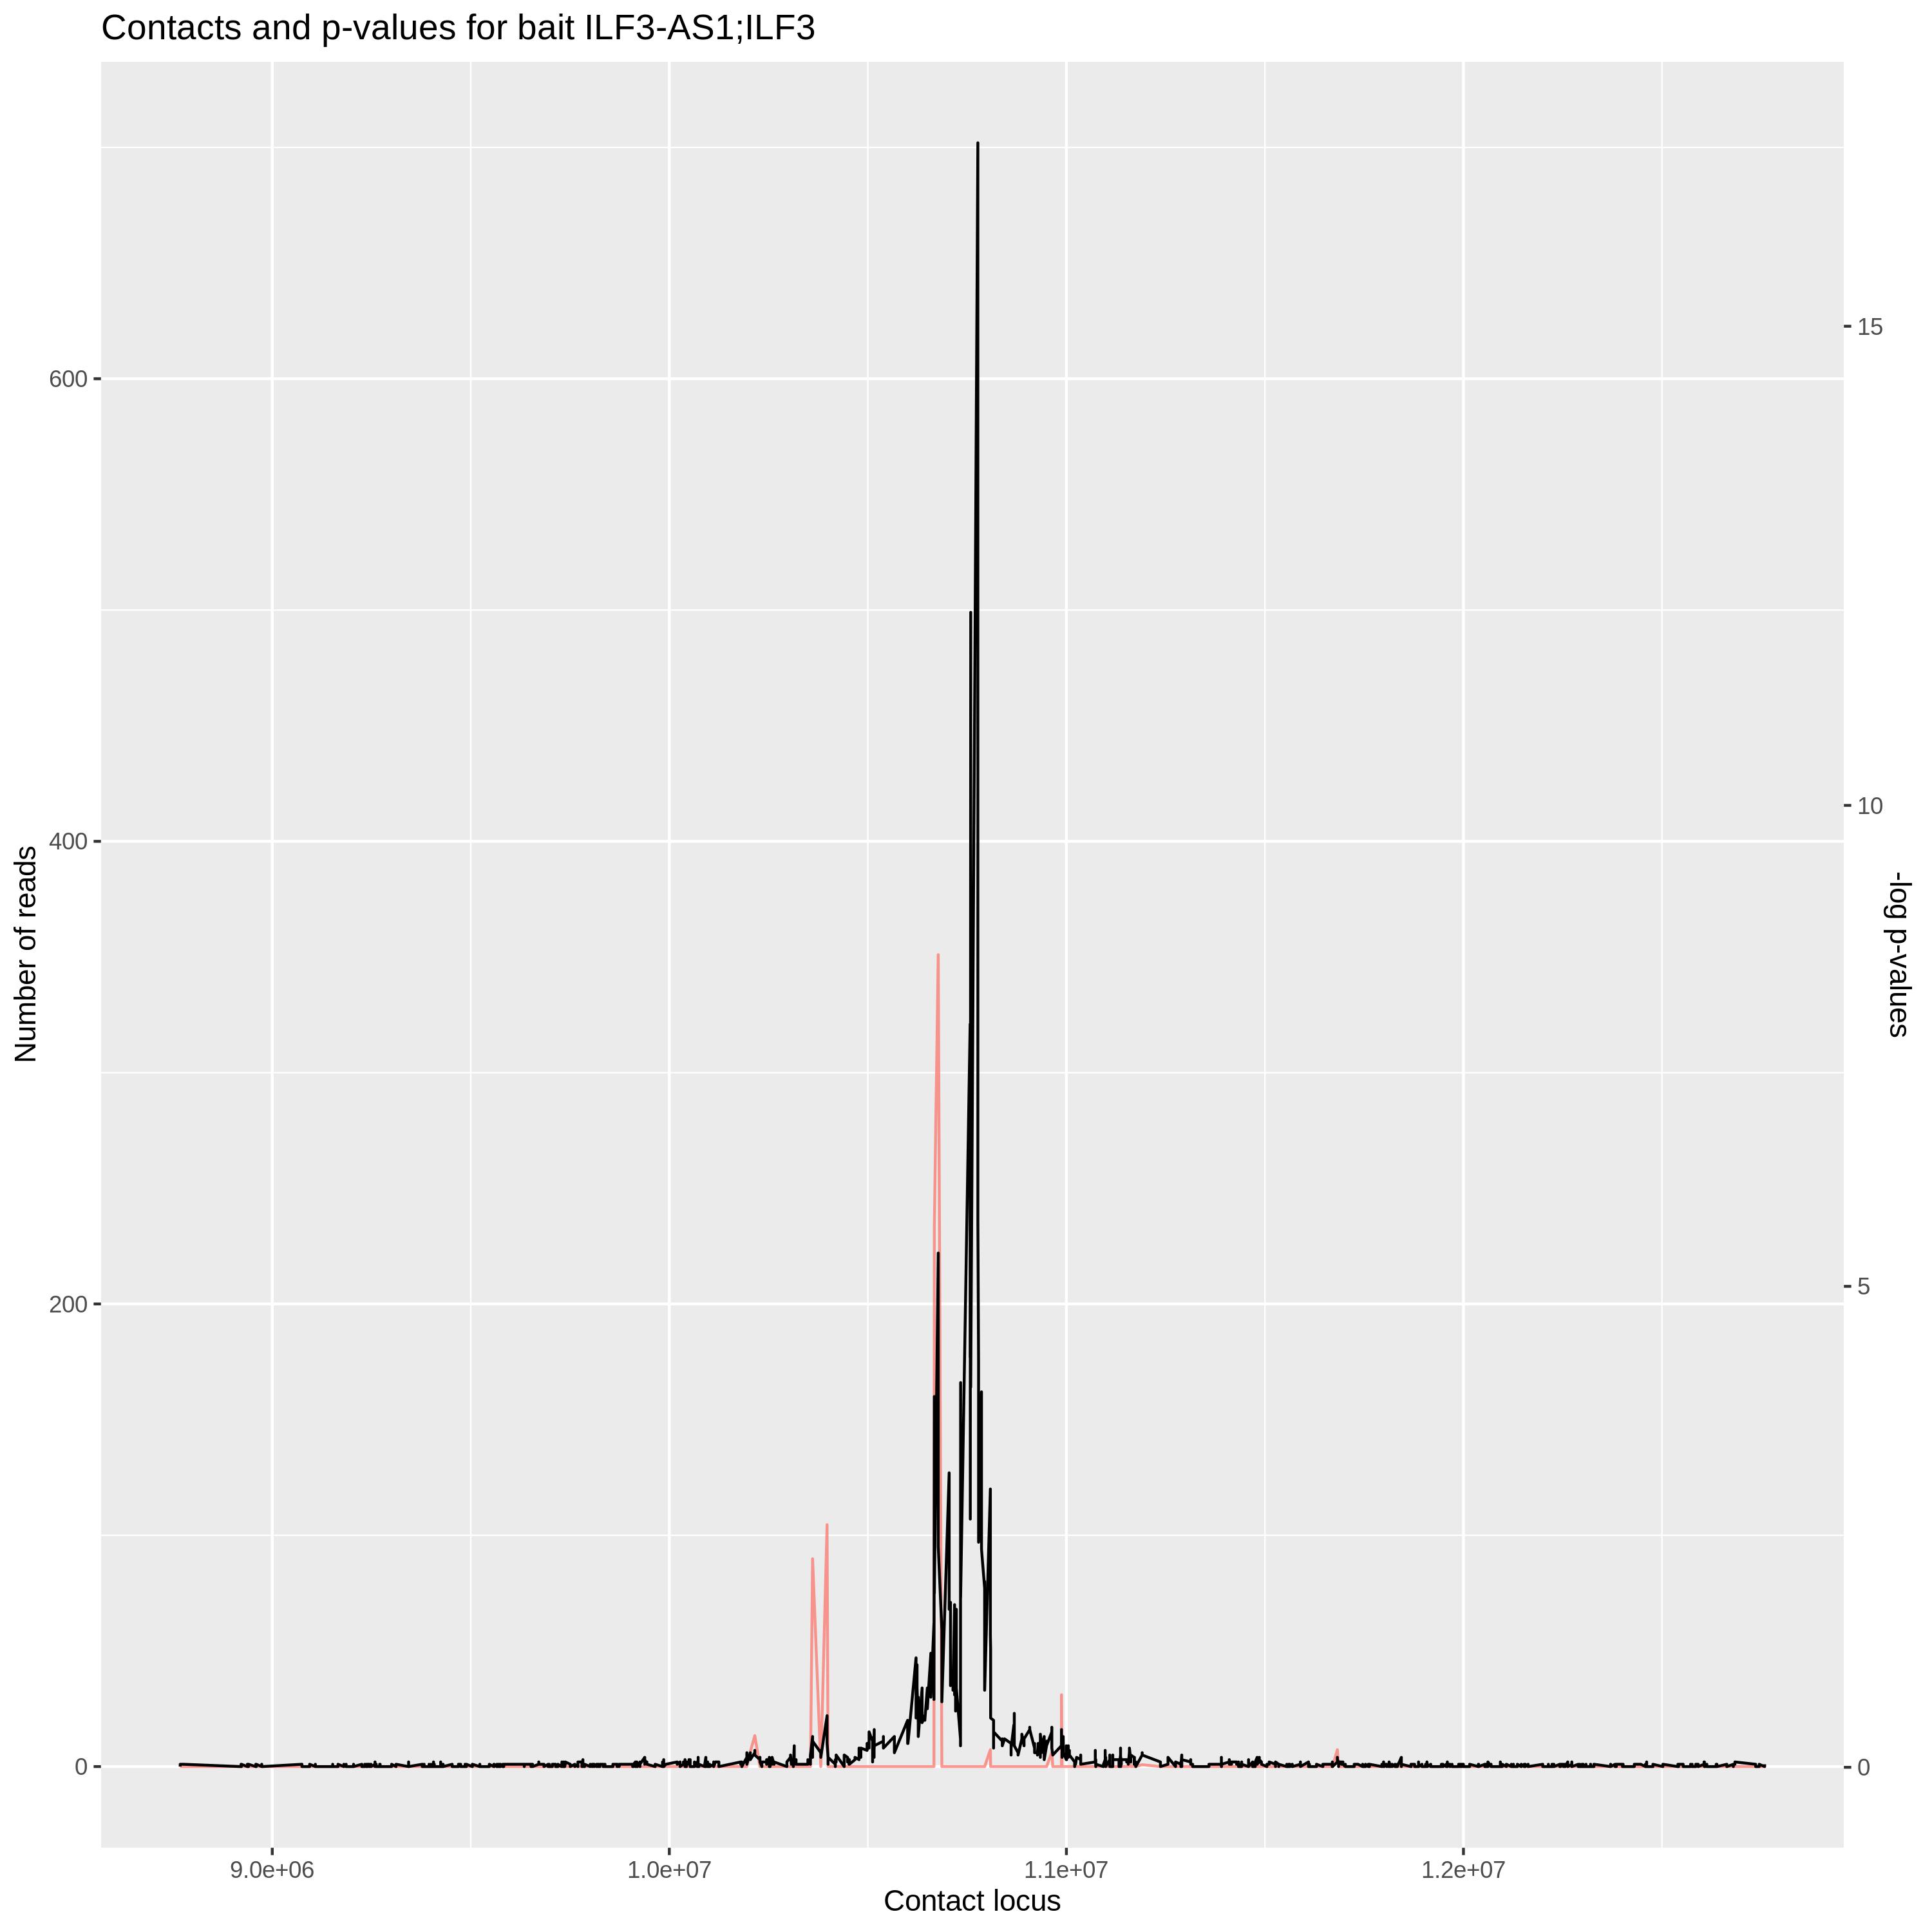 Contacts and p-values for bait ILF3-AS1;ILF3
Number of reads
600
400
200
0
15
10
5
0
-log p-values
9.0e+06
1.0e+07
1.1e+07
1.2e+07
Contact locus